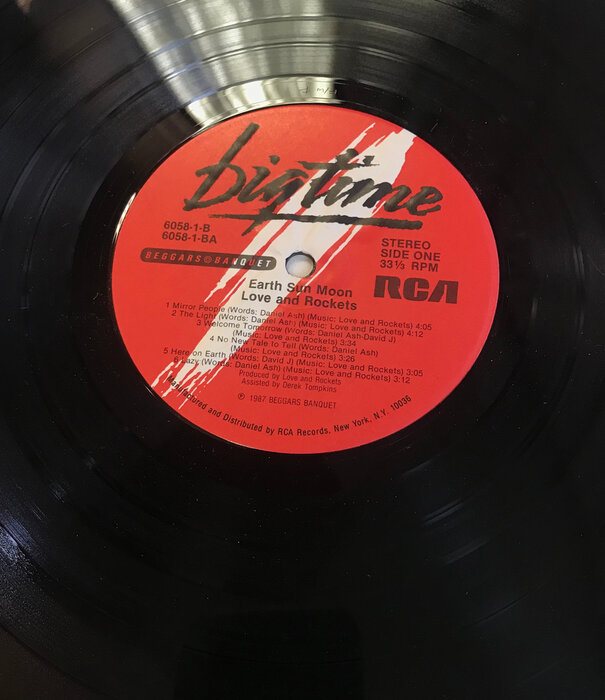 bigtime
6058-1-B
6058-1-BA
BEGGARS BANQUET
STEREO
SIDE ONE
33⅓ RPM
RCA
Earth Sun Moon
Love and Rockets
1 Mirror People (Words: Daniel Ash) (Music: Love and Rockets) 4:05
2 The Light (Words: Daniel Ash) (Music: Love and Rockets) 4:12
3 Welcome Tomorrow (Words: Daniel Ash-David J)
(Music: Love and Rockets) 3:34
4 No New Tale to Tell (Words: Daniel Ash)
(Music: Love and Rockets) 3:26
5 Here on Earth (Words: David J) (Music: Love and Rockets) 3:05
6 Lazy (Words: Daniel Ash) (Music: Love and Rockets) 3:12
Produced by Love and Rockets
Assisted by Derek Tompkins
℗ 1987 BEGGARS BANQUET
Manufactured and Distributed by RCA Records, New York, N.Y. 10036